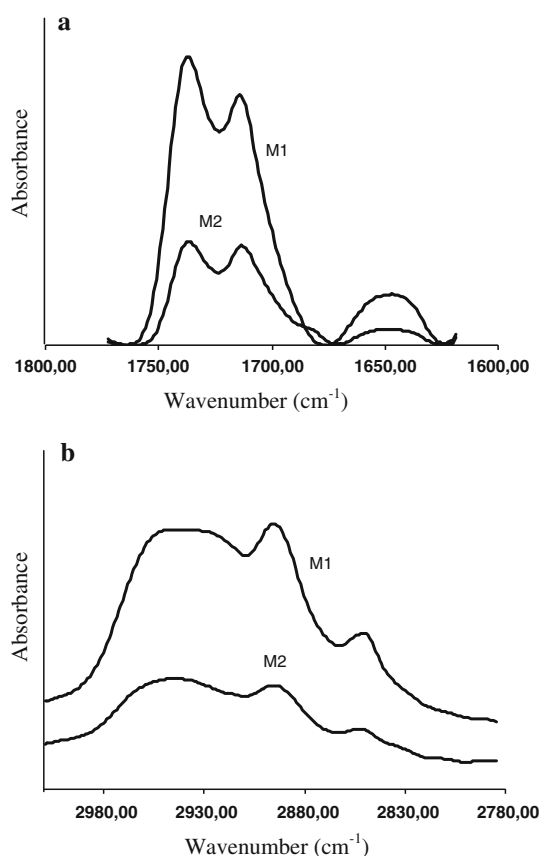 a
Absorbance
M1
M2
1800,00 1750,00 1700,00 1650,00 1600,00
Wavenumber (cm⁻¹)
b
Absorbance
M1
M2
2980,00 2930,00 2880,00 2830,00 2780,00
Wavenumber (cm⁻¹)